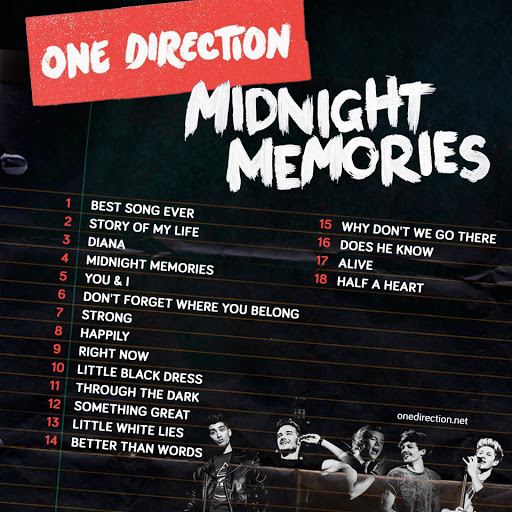 ONE DIRECTION
MIDNIGHT
MEMORIES
1 BEST SONG EVER
2 STORY OF MY LIFE
3 DIANA
4 MIDNIGHT MEMORIES
5 YOU & I
6 DON'T FORGET WHERE YOU BELONG
7 STRONG
8 HAPPILY
9 RIGHT NOW
10 LITTLE BLACK DRESS
11 THROUGH THE DARK
12 SOMETHING GREAT
13 LITTLE WHITE LIES
14 BETTER THAN WORDS
15 WHY DON'T WE GO THERE
16 DOES HE KNOW
17 ALIVE
18 HALF A HEART
onedirection.net